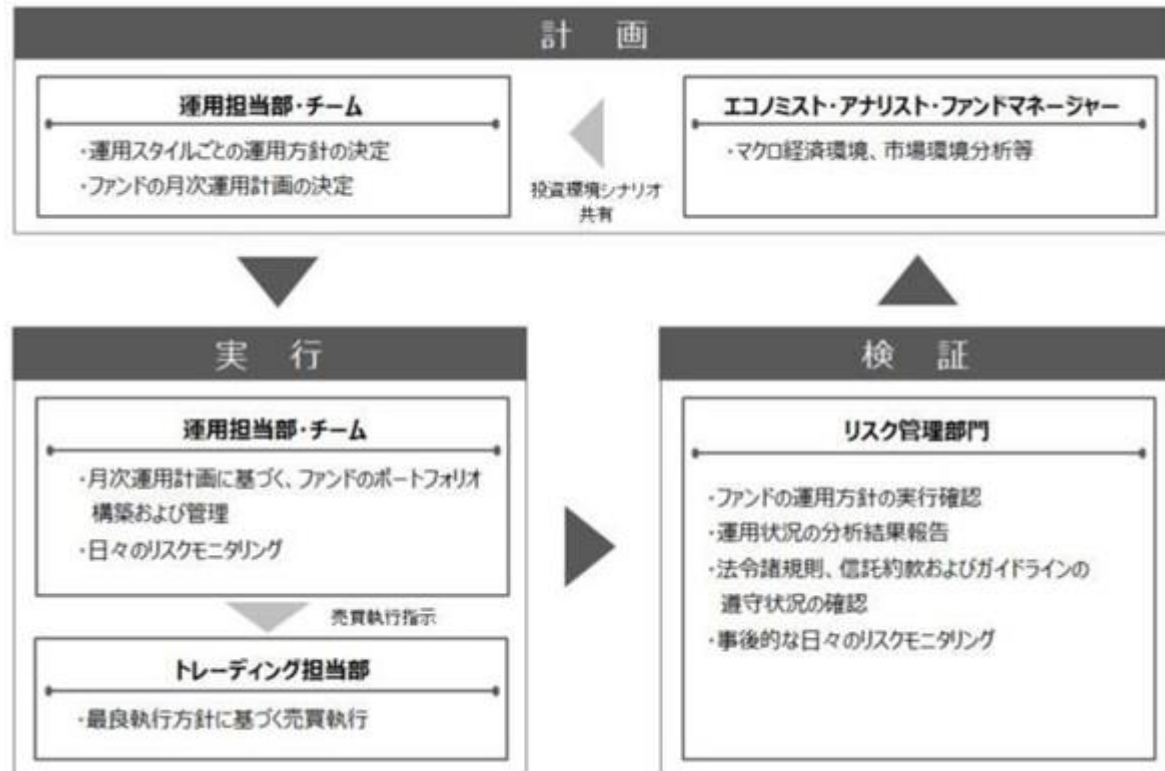 計 画
運用担当部・チーム
・運用スタイルごとの運用方針の決定
・ファンドの月次運用計画の決定
投資環境シナリオ
共有
エコノミスト・アナリスト・ファンドマネージャー
・マクロ経済環境、市場環境分析等
実 行
運用担当部・チーム
・月次運用計画に基づく、ファンドのポートフォリオ
構築および管理
・日々のリスクモニタリング
売買執行指示
トレーディング担当部
・最良執行方針に基づく売買執行
検 証
リスク管理部門
・ファンドの運用方針の実行確認
・運用状況の分析結果報告
・法令諸規則、信託約款およびガイドラインの
遵守状況の確認
・事後的な日々のリスクモニタリング